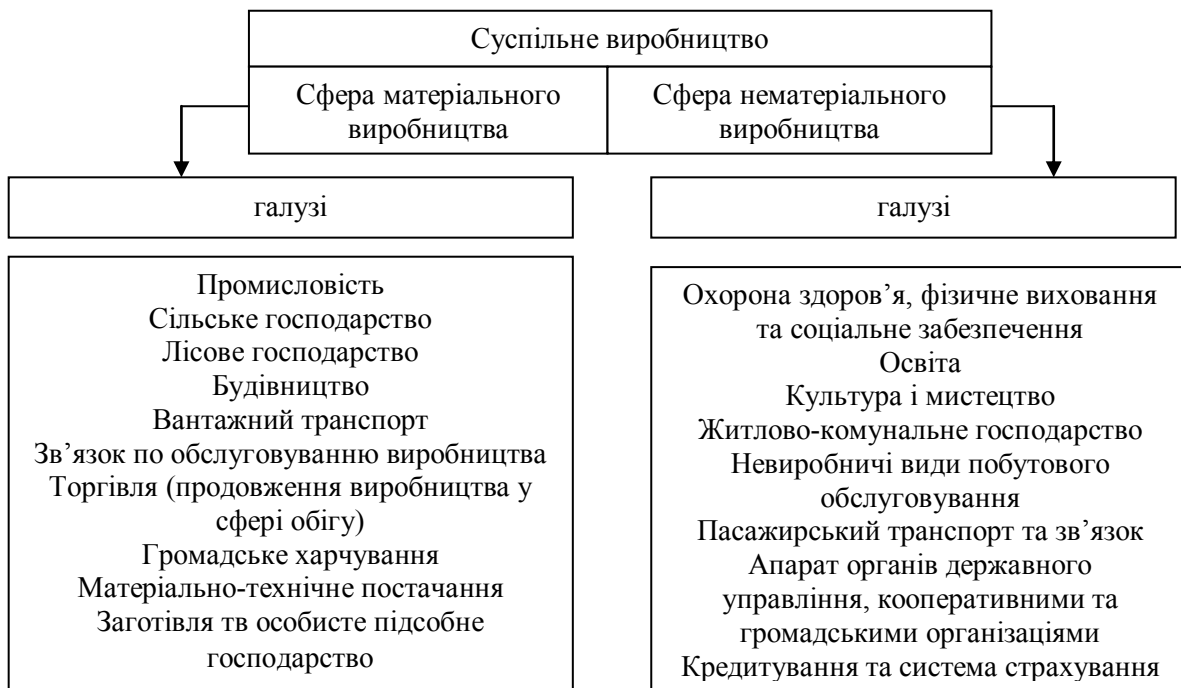 Суспільне виробництво
Сфера матеріального
виробництва
Сфера нематеріального
виробництва
галузі
галузі
Промисловість
Сільське господарство
Лісове господарство
Будівництво
Вантажний транспорт
Зв’язок по обслуговуванню виробництва
Торгівля (продовження виробництва у
сфері обігу)
Громадське харчування
Матеріально-технічне постачання
Заготівля тв особисте підсобне
господарство
Охорона здоров’я, фізичне виховання
та соціальне забезпечення
Освіта
Культура і мистецтво
Житлово-комунальне господарство
Невиробничі види побутового
обслуговування
Пасажирський транспорт та зв’язок
Апарат органів державного
управління, кооперативними та
громадськими організаціями
Кредитування та система страхування